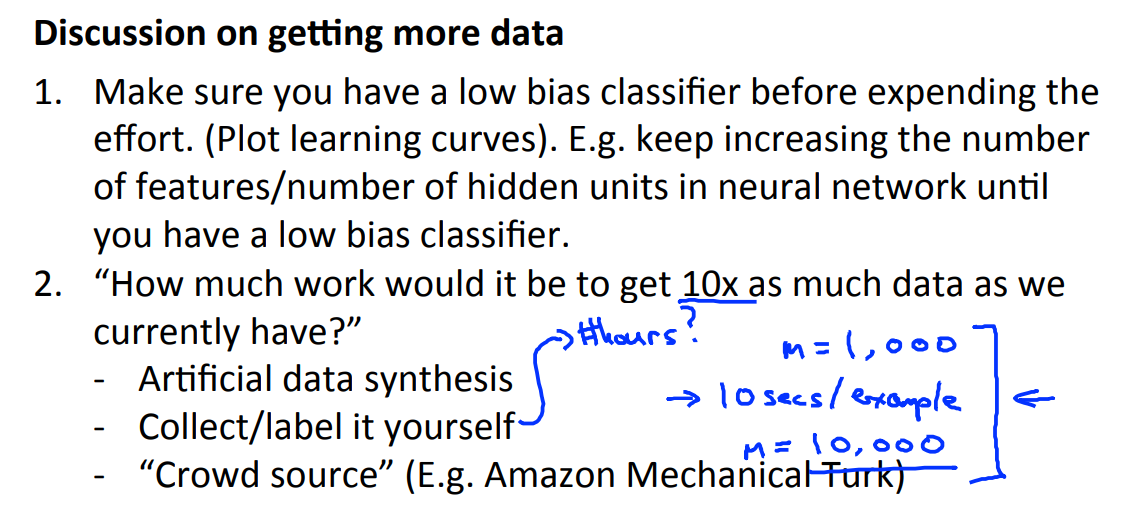 Discussion on getting more data
1. Make sure you have a low bias classifier before expending the
effort. (Plot learning curves). E.g. keep increasing the number
of features/number of hidden units in neural network until
you have a low bias classifier.
2. “How much work would it be to get 10x as much data as we
currently have?”
#hours?
m = 1,000
- Artificial data synthesis
→ 10 secs/example
- Collect/label it yourself
m = 10,000
- “Crowd source” (E.g. Amazon Mechanical Turk)